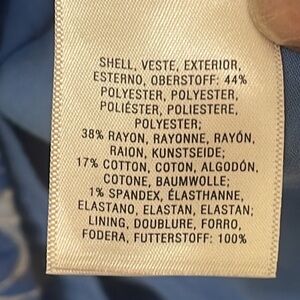 SHELL, VESTE, EXTERIOR,
ESTERNO, OBERSTOFF: 44%
POLYESTER, POLYESTER,
POLIÉSTER, POLIESTERE,
POLYESTER;
38% RAYON, RAYONNE, RAYÓN,
RAION, KUNSTSEIDE;
17% COTTON, COTON, ALGODÓN,
COTONE, BAUMWOLLE;
1% SPANDEX, ÉLASTHANNE,
ELASTANO, ELASTAN, ELASTAN;
LINING, DOUBLURE, FORRO,
FODERA, FUTTERSTOFF: 100%